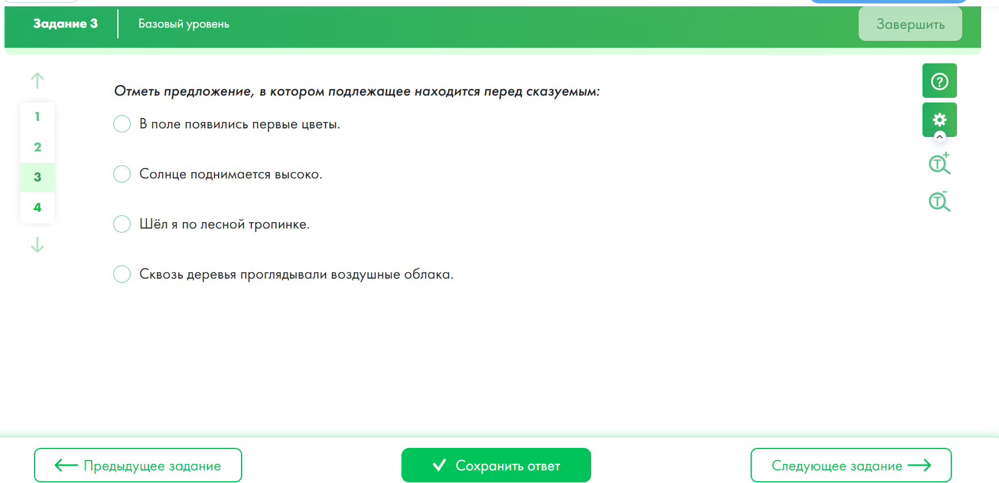 Задание 3
Базовый уровень
Завершить
Отметь предложение, в котором подлежащее находится перед сказуемым:
1
2
3
4
В поле появились первые цветы.
Солнце поднимается высоко.
Шёл я по лесной тропинке.
Сквозь деревья проглядывали воздушные облака.
?
T+
T-
Предыдущее задание
Сохранить ответ
Следующее задание